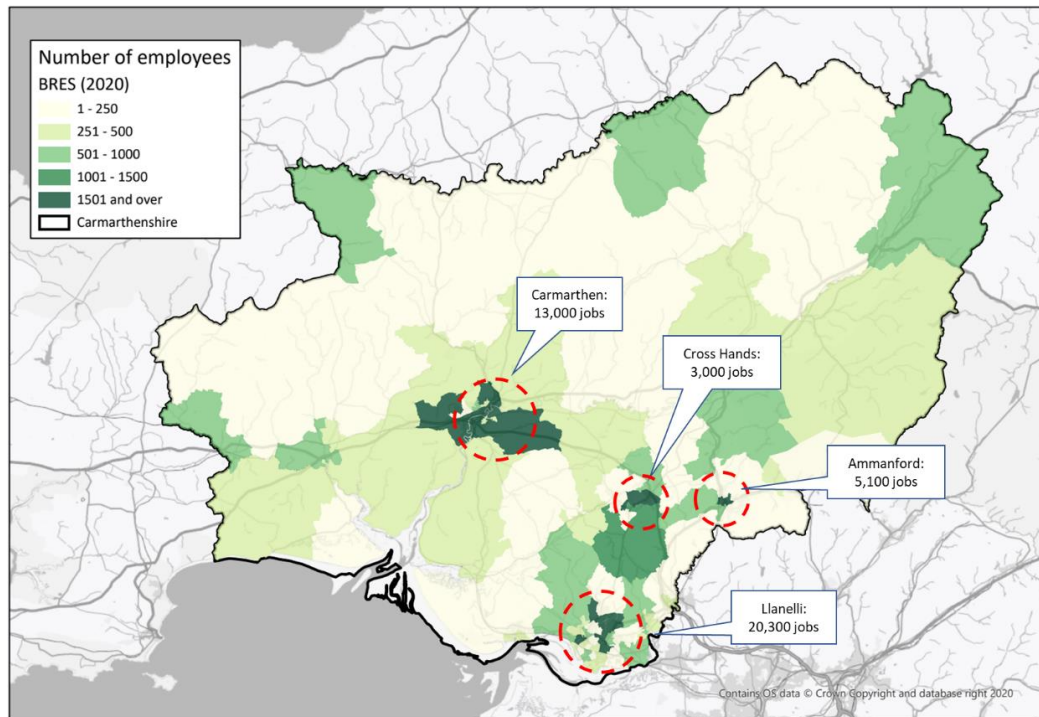 Number of employees
BRES (2020)
1 - 250
251 - 500
501 - 1000
1001 - 1500
1501 and over
Carmarthenshire
Carmarthen:
13,000 jobs
Cross Hands:
3,000 jobs
Ammanford:
5,100 jobs
Llanelli:
20,300 jobs
Contains OS data © Crown Copyright and database right 2020